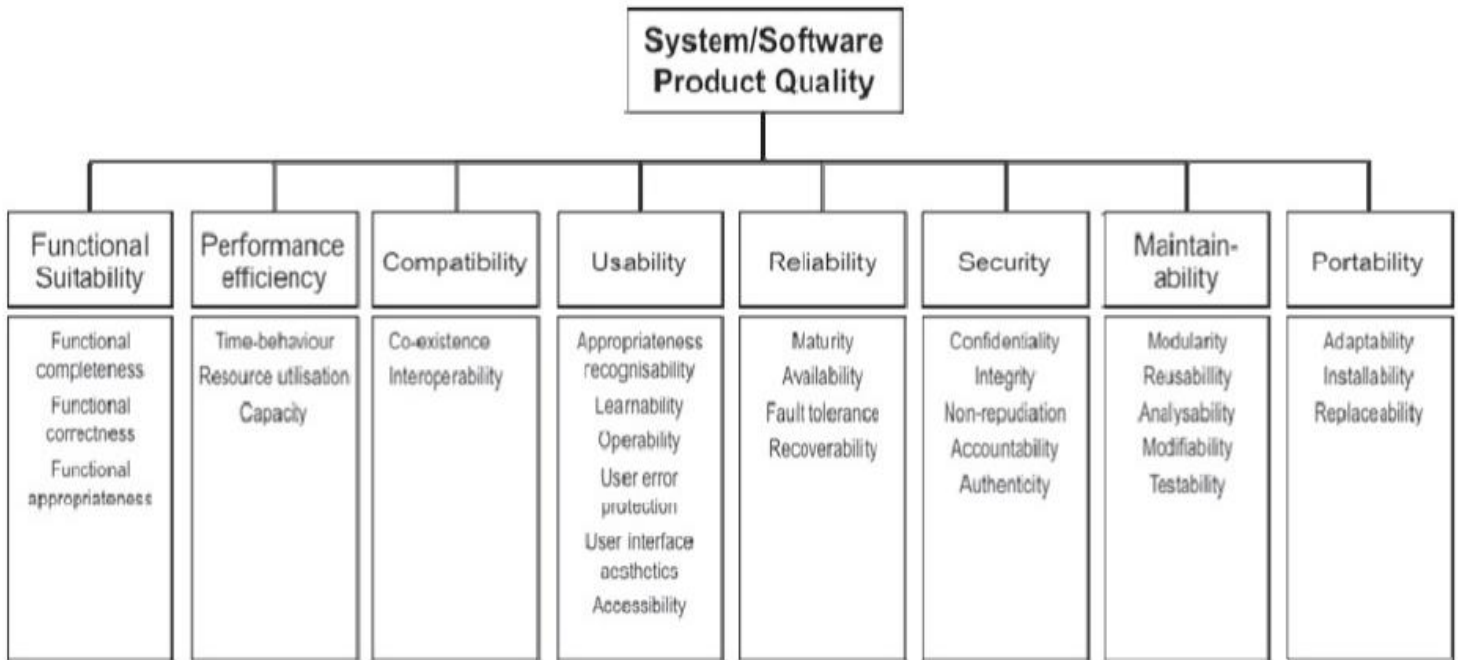 System/Software
Product Quality
Functional
Suitability
Performance
efficiency
Compatibility
Usability
Reliability
Security
Maintain-
ability
Portability
Functional
completeness
Functional
correctness
Functional
appropriateness
Time-behaviour
Resource utilisation
Capacity
Co-existence
Interoperability
Appropriateness
recognisability
Learnability
Operability
User error
protection
User interface
aesthetics
Accessibility
Maturity
Availability
Fault tolerance
Recoverability
Confidentiality
Integrity
Non-repudiation
Accountability
Authenticity
Modularity
Reusabillity
Analysability
Modifiability
Testability
Adaptability
Installability
Replaceability